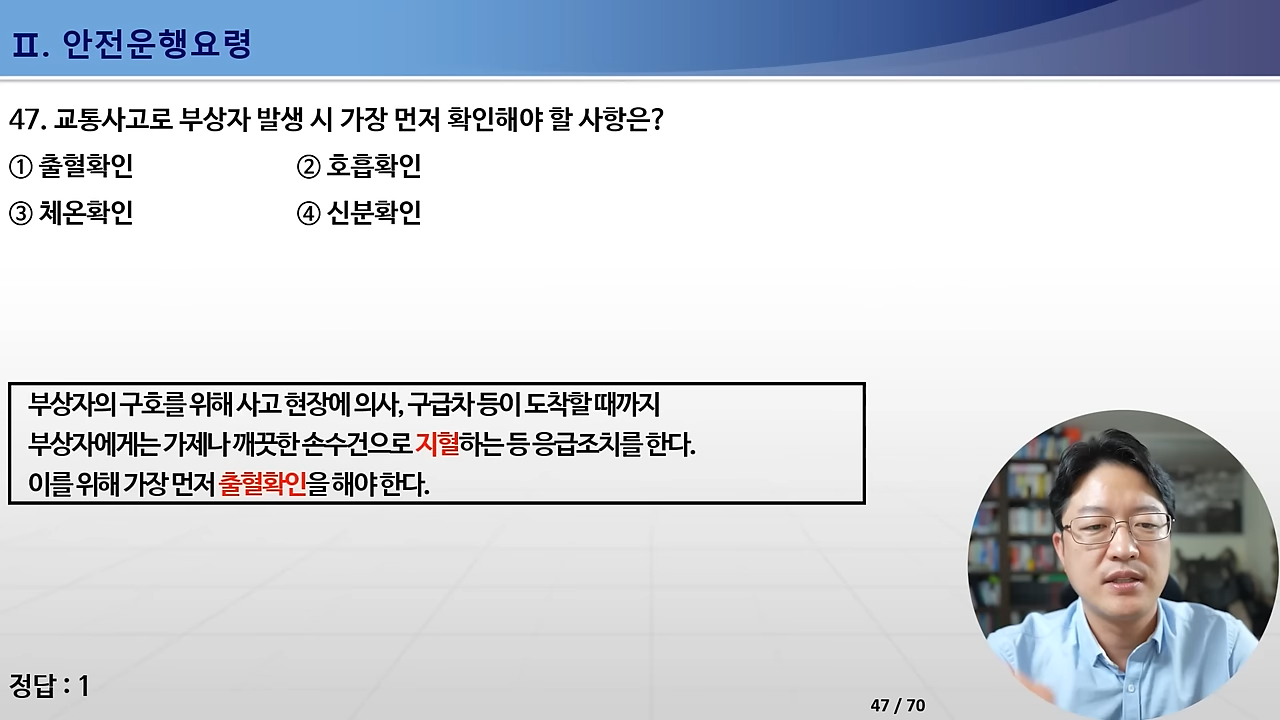 Ⅱ. 안전운행요령
47. 교통사고로 부상자 발생 시 가장 먼저 확인해야 할 사항은?
① 출혈확인 ② 호흡확인
③ 체온확인 ④ 신분확인
부상자의 구호를 위해 사고 현장에 의사, 구급차 등이 도착할 때까지
부상자에게는 가제나 깨끗한 손수건으로 지혈하는 등 응급조치를 한다.
이를 위해 가장 먼저 출혈확인을 해야 한다.
정답 : 1
47 / 70